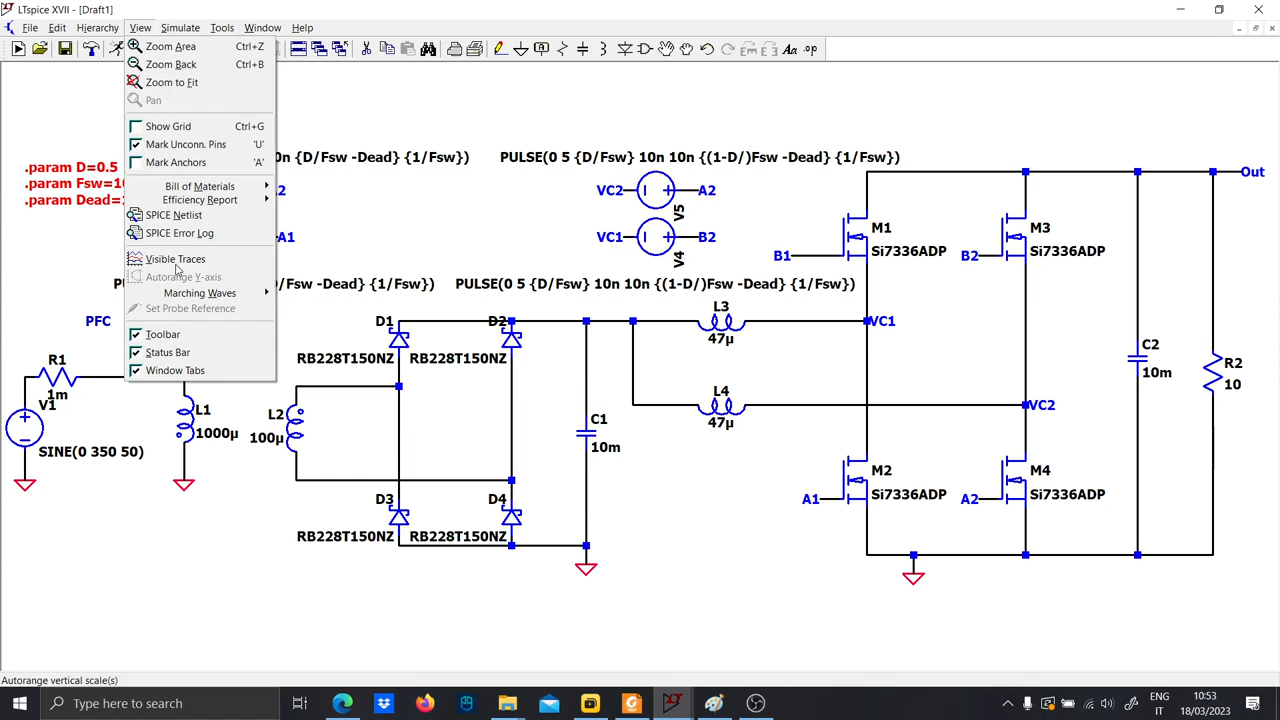 LTspice XVII - [Draft1]
File Edit Hierarchy View Simulate Tools Window Help
Zoom Area Ctrl+Z
Zoom Back Ctrl+B
Zoom to Fit
Pan
Show Grid Ctrl+G
Mark Unconn. Pins 'U'
Mark Anchors 'A'
Bill of Materials
Efficiency Report
SPICE Netlist
SPICE Error Log
Visible Traces
Autorange Y-axis
Marching Waves
Set Probe Reference
Toolbar
Status Bar
Window Tabs
Aa .op
.param D=0.5
.param Fsw=10
.param Dead=
{D/Fsw -Dead} {1/Fsw})
PULSE(0 5 {D/Fsw} 10n 10n {(1-D/)Fsw -Dead} {1/Fsw})
VC2 A2
V5
VC1 B2
V4
A1
/Fsw -Dead} {1/Fsw})
PULSE(0 5 {D/Fsw} 10n 10n {(1-D/)Fsw -Dead} {1/Fsw})
PFC
R1
1m
V1
SINE(0 350 50)
L1
1000µ
L2
100µ
D1
RB228T150NZ
D2
RB228T150NZ
D3
RB228T150NZ
D4
RB228T150NZ
C1
10m
L3
47µ
L4
47µ
VC1
VC2
B1
M1
Si7336ADP
B2
M3
Si7336ADP
A1
M2
Si7336ADP
A2
M4
Si7336ADP
C2
10m
R2
10
Out
Autorange vertical scale(s)
Type here to search
ENG
IT
10:53
18/03/2023